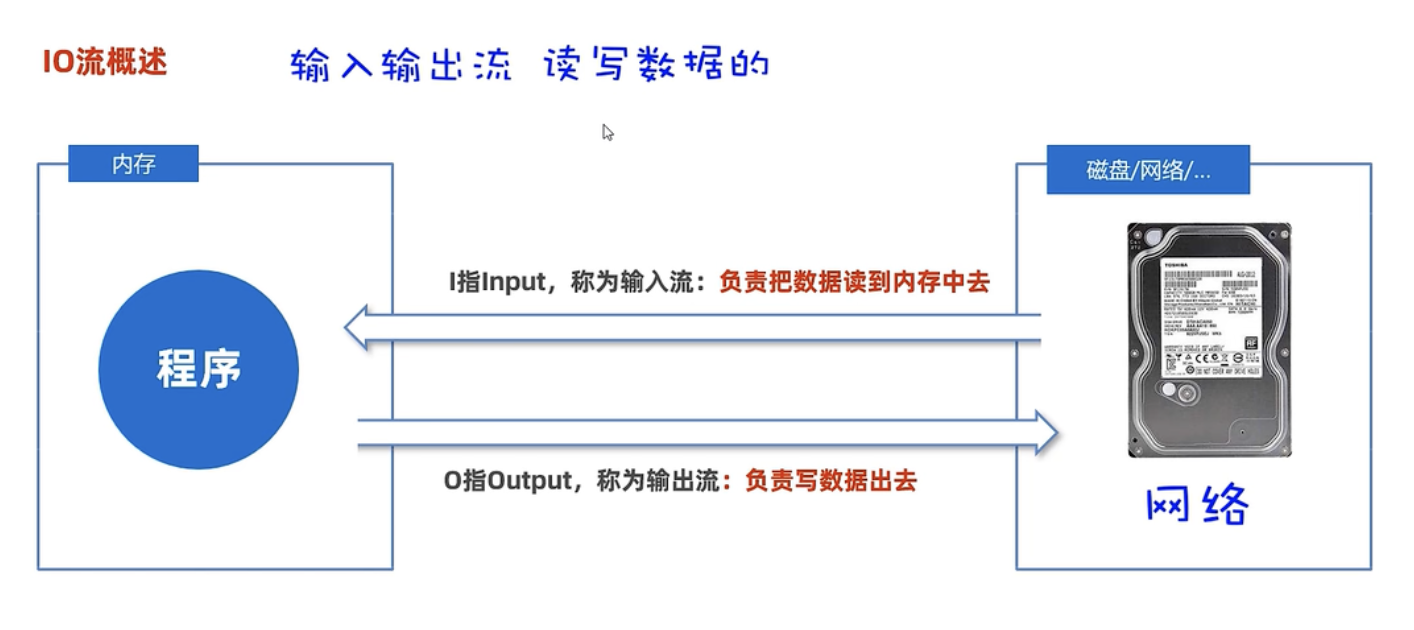 IO流概述
输入输出流 读写数据的
内存
磁盘/网络/...
I指Input，称为输入流：负责把数据读到内存中去
程序
TOSHIBA
O指Output，称为输出流：负责写数据出去
网络